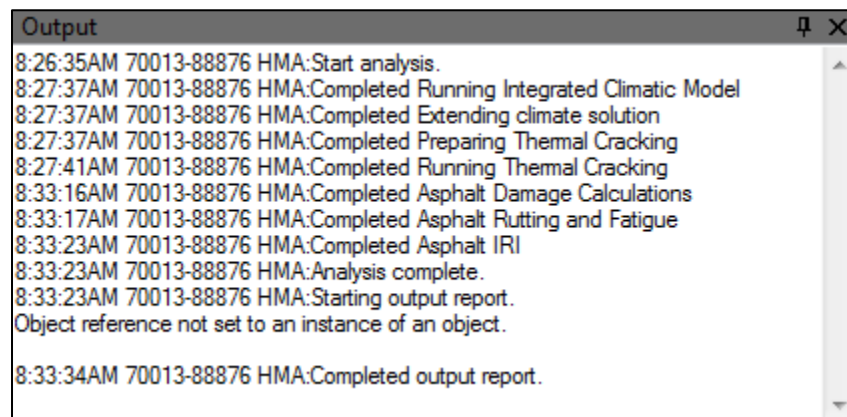 Output
8:26:35AM 70013-88876 HMA:Start analysis.
8:27:37AM 70013-88876 HMA:Completed Running Integrated Climatic Model
8:27:37AM 70013-88876 HMA:Completed Extending climate solution
8:27:37AM 70013-88876 HMA:Completed Preparing Thermal Cracking
8:27:41AM 70013-88876 HMA:Completed Running Thermal Cracking
8:33:16AM 70013-88876 HMA:Completed Asphalt Damage Calculations
8:33:17AM 70013-88876 HMA:Completed Asphalt Rutting and Fatigue
8:33:23AM 70013-88876 HMA:Completed Asphalt IRI
8:33:23AM 70013-88876 HMA:Analysis complete.
8:33:23AM 70013-88876 HMA:Starting output report.
Object reference not set to an instance of an object.
8:33:34AM 70013-88876 HMA:Completed output report.